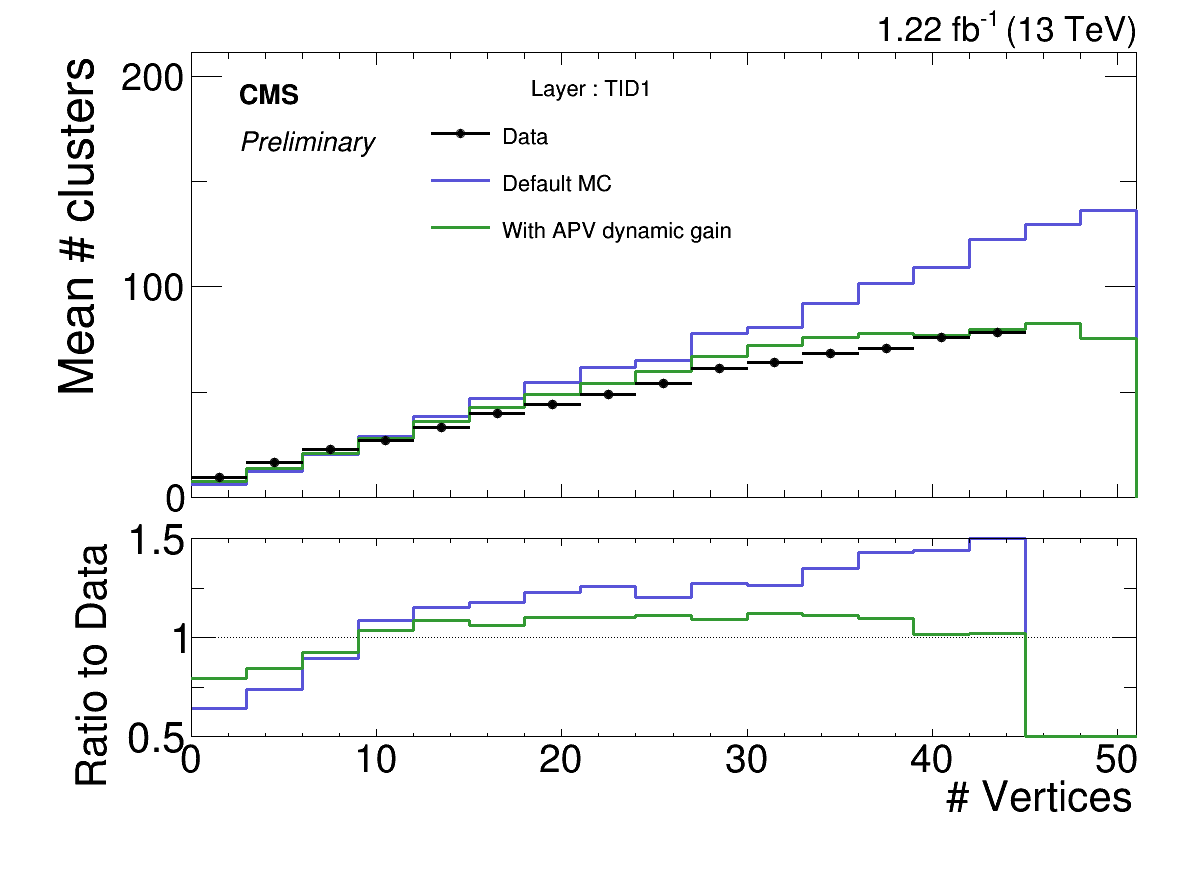 1.22 fb-1 (13 TeV)
Mean # clusters
200
100
0
CMS
Preliminary
Layer : TID1
Data
Default MC
With APV dynamic gain
Ratio to Data
1.5
1
0.5
0 10 20 30 40 50
# Vertices